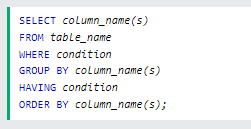 SELECT column_name(s)
FROM table_name
WHERE condition
GROUP BY column_name(s)
HAVING condition
ORDER BY column_name(s);